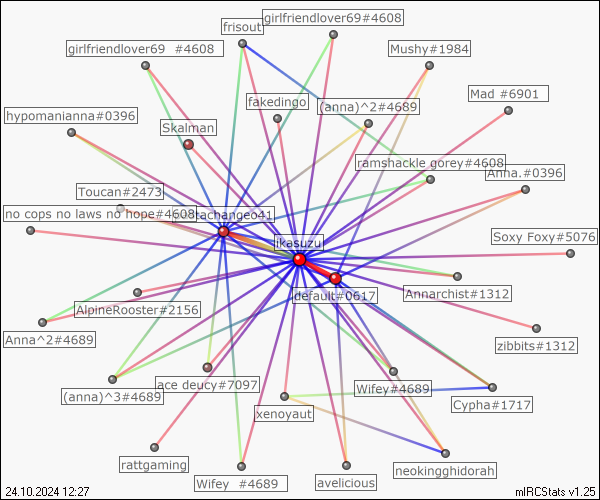 girlfriendlover69#4608
frisout
girlfriendlover69 #4608
Mushy#1984
Mad #6901
fakedingo
(anna)^2#4689
hypomanianna#0396
Skalman
ramshackle gorey#4608
Anna.#0396
Toucan#2473
no cops no laws no hope#4608
tachangeo41
ikasuzu
Soxy Foxy#5076
default#0617
Annarchist#1312
AlpineRooster#2156
Anna^2#4689
zibbits#1312
(anna)^3#4689
ace deucy#7097
Wifey#4689
xenoyaut
Cypha#1717
rattgaming
Wifey #4689
avelicious
neokingghidorah
24.10.2024 12:27
mIRCStats v1.25